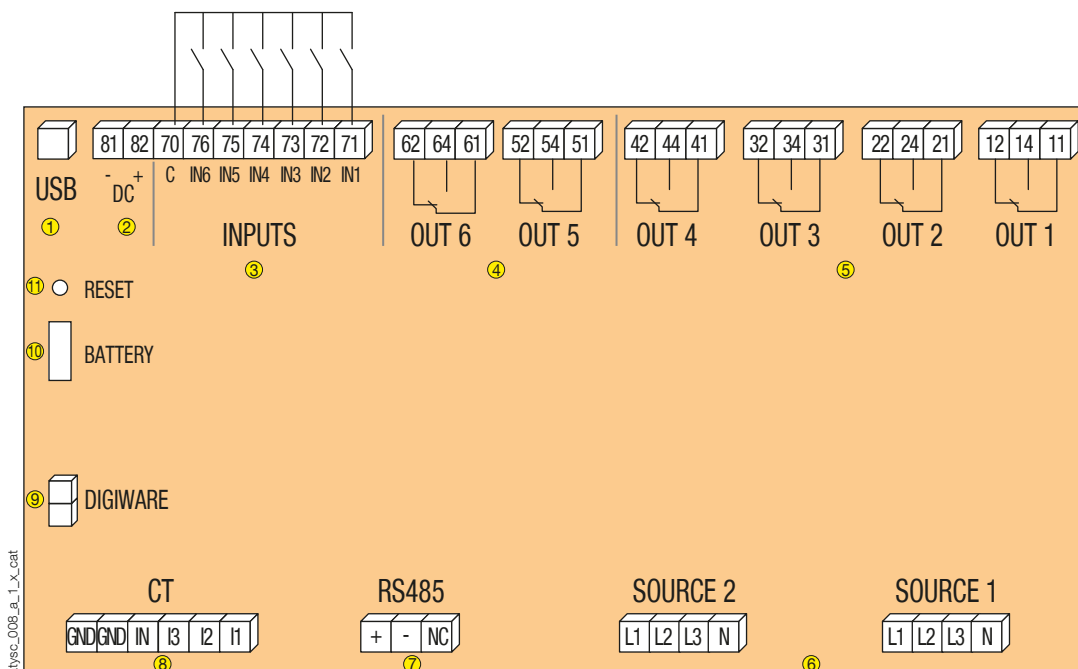 81 82 70 76 75 74 73 72 71
62 64 61
52 54 51
42 44 41
32 34 31
22 24 21
12 14 11
USB
- +
DC
C IN6 IN5 IN4 IN3 IN2 IN1
1
2
INPUTS
3
OUT 6
OUT 5
4
OUT 4
OUT 3
OUT 2
OUT 1
5
11 RESET
10 BATTERY
9 DIGIWARE
CT
GND GND IN I3 I2 I1
8
RS485
+ - NC
7
SOURCE 2
L1 L2 L3 N
SOURCE 1
L1 L2 L3 N
6
tysc_008_a_1_x_cat